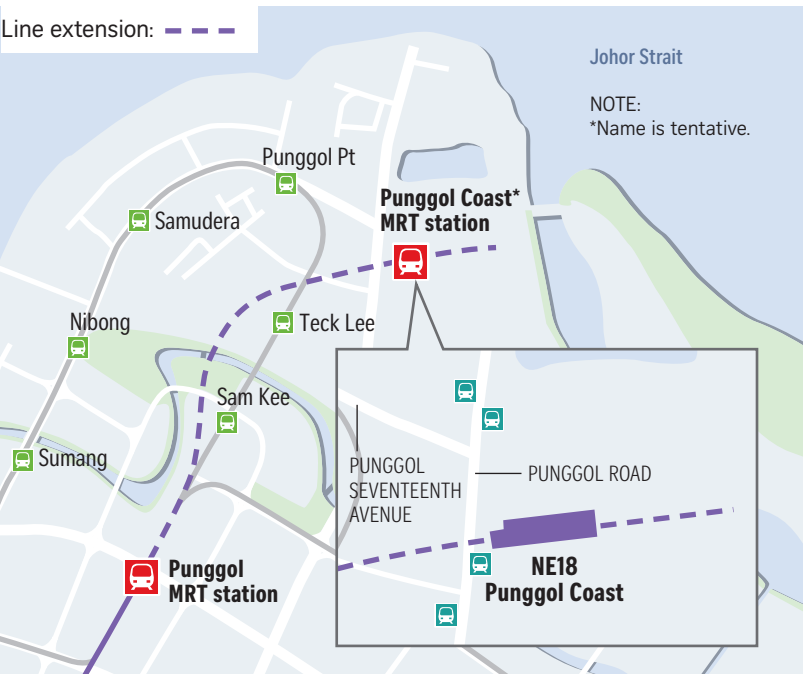 Line extension:
Johor Strait
NOTE:
*Name is tentative.
Punggol Pt
Punggol Coast*
MRT station
Samudera
Nibong
Teck Lee
Sam Kee
Sumang
PUNGGOL
SEVENTEENTH
AVENUE
PUNGGOL ROAD
Punggol
MRT station
NE18
Punggol Coast